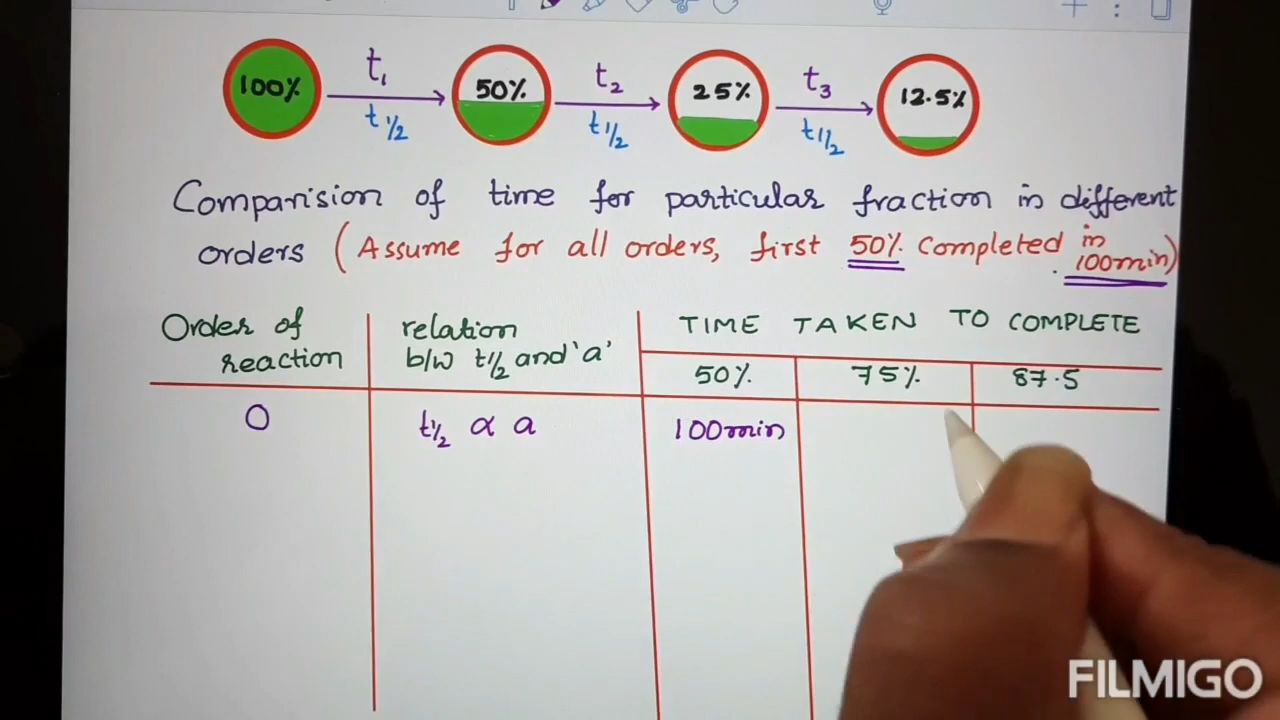 100% t₁ 50% t₂ 25% t₃ 12.5%
t½ t½ t½
Comparision of time for particular fraction in different
orders (Assume for all orders, first 50% Completed in 100min)
Order of reaction
relation b/w t½ and 'a'
TIME TAKEN TO COMPLETE
50% 75% 87.5
0 t½ ∝ a 100min
FILMIGO